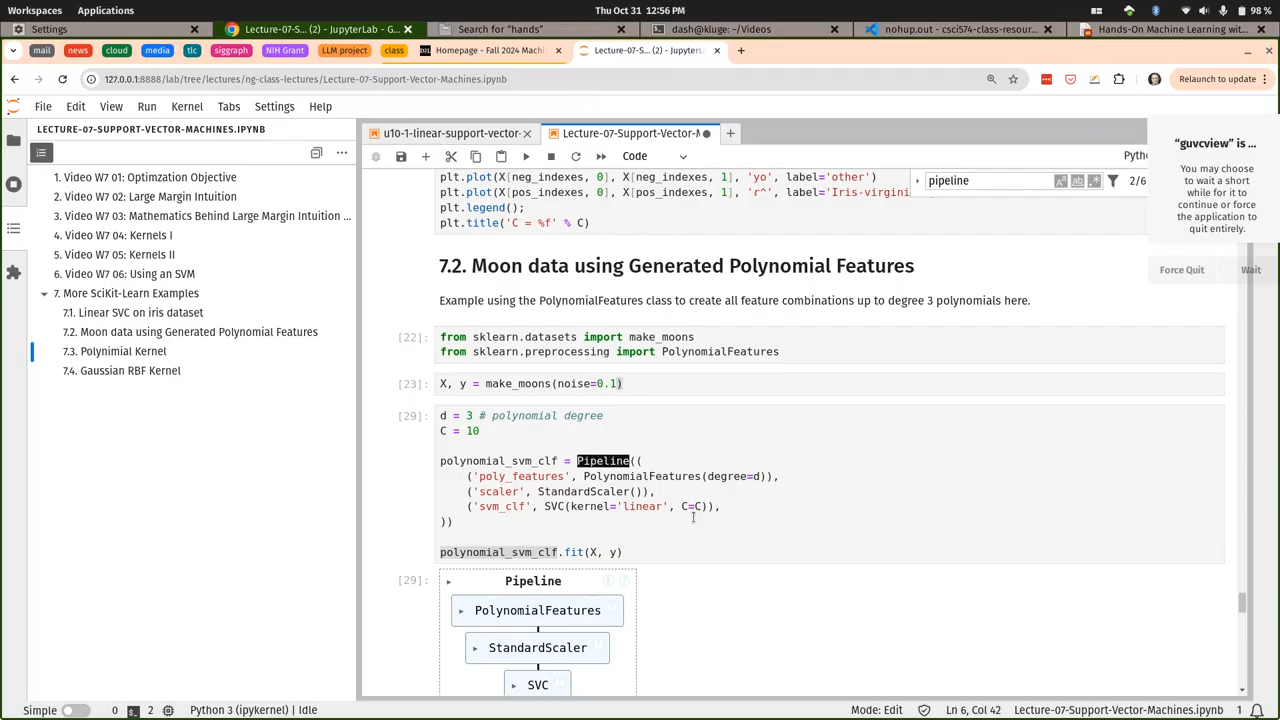 Workspaces Applications Thu Oct 31 12:56 PM 98 %
Settings
Lecture-07-S... (2) - JupyterLab - G...
Search for "hands"
dash@kluge: ~/Videos
nohup.out - csci574-class-resour...
Hands-On Machine Learning wit...
mail news cloud media tlc siggraph NIH Grant LLM project class
Homepage - Fall 2024 Machin
Lecture-07-S... (2) - JupyterL
127.0.0.1:8888/lab/tree/lectures/ng-class-lectures/Lecture-07-Support-Vector-Machines.ipynb
Relaunch to update
File Edit View Run Kernel Tabs Settings Help
LECTURE-07-SUPPORT-VECTOR-MACHINES.IPYNB
1. Video W7 01: Optimzation Objective
2. Video W7 02: Large Margin Intuition
3. Video W7 03: Mathematics Behind Large Margin Intuition ...
4. Video W7 04: Kernels I
5. Video W7 05: Kernels II
6. Video W7 06: Using an SVM
7. More SciKit-Learn Examples
7.1. Linear SVC on iris dataset
7.2. Moon data using Generated Polynomial Features
7.3. Polynimial Kernel
7.4. Gaussian RBF Kernel
u10-1-linear-support-vector-
Lecture-07-Support-Vector-M
Code
Pytho
pipeline
2/6
plt.plot(X[neg_indexes, 0], X[neg_indexes, 1], 'yo', label='other')
plt.plot(X[pos_indexes, 0], X[pos_indexes, 1], 'r^', label='Iris-virgini
plt.legend();
plt.title('C = %f' % C)
7.2. Moon data using Generated Polynomial Features
Example using the PolynomialFeatures class to create all feature combinations up to degree 3 polynomials here.
[22]:
from sklearn.datasets import make_moons
from sklearn.preprocessing import PolynomialFeatures
[23]:
X, y = make_moons(noise=0.1)
[29]:
d = 3 # polynomial degree
C = 10
polynomial_svm_clf = Pipeline((
('poly_features', PolynomialFeatures(degree=d)),
('scaler', StandardScaler()),
('svm_clf', SVC(kernel='linear', C=C)),
))
polynomial_svm_clf.fit(X, y)
[29]:
Pipeline
PolynomialFeatures
StandardScaler
SVC
"guvcview" is ...
You may choose
to wait a short
while for it to
continue or force
the application to
quit entirely.
Force Quit Wait
Simple 0 2 Python 3 (ipykernel) | Idle Mode: Edit Ln 6, Col 42 Lecture-07-Support-Vector-Machines.ipynb 1